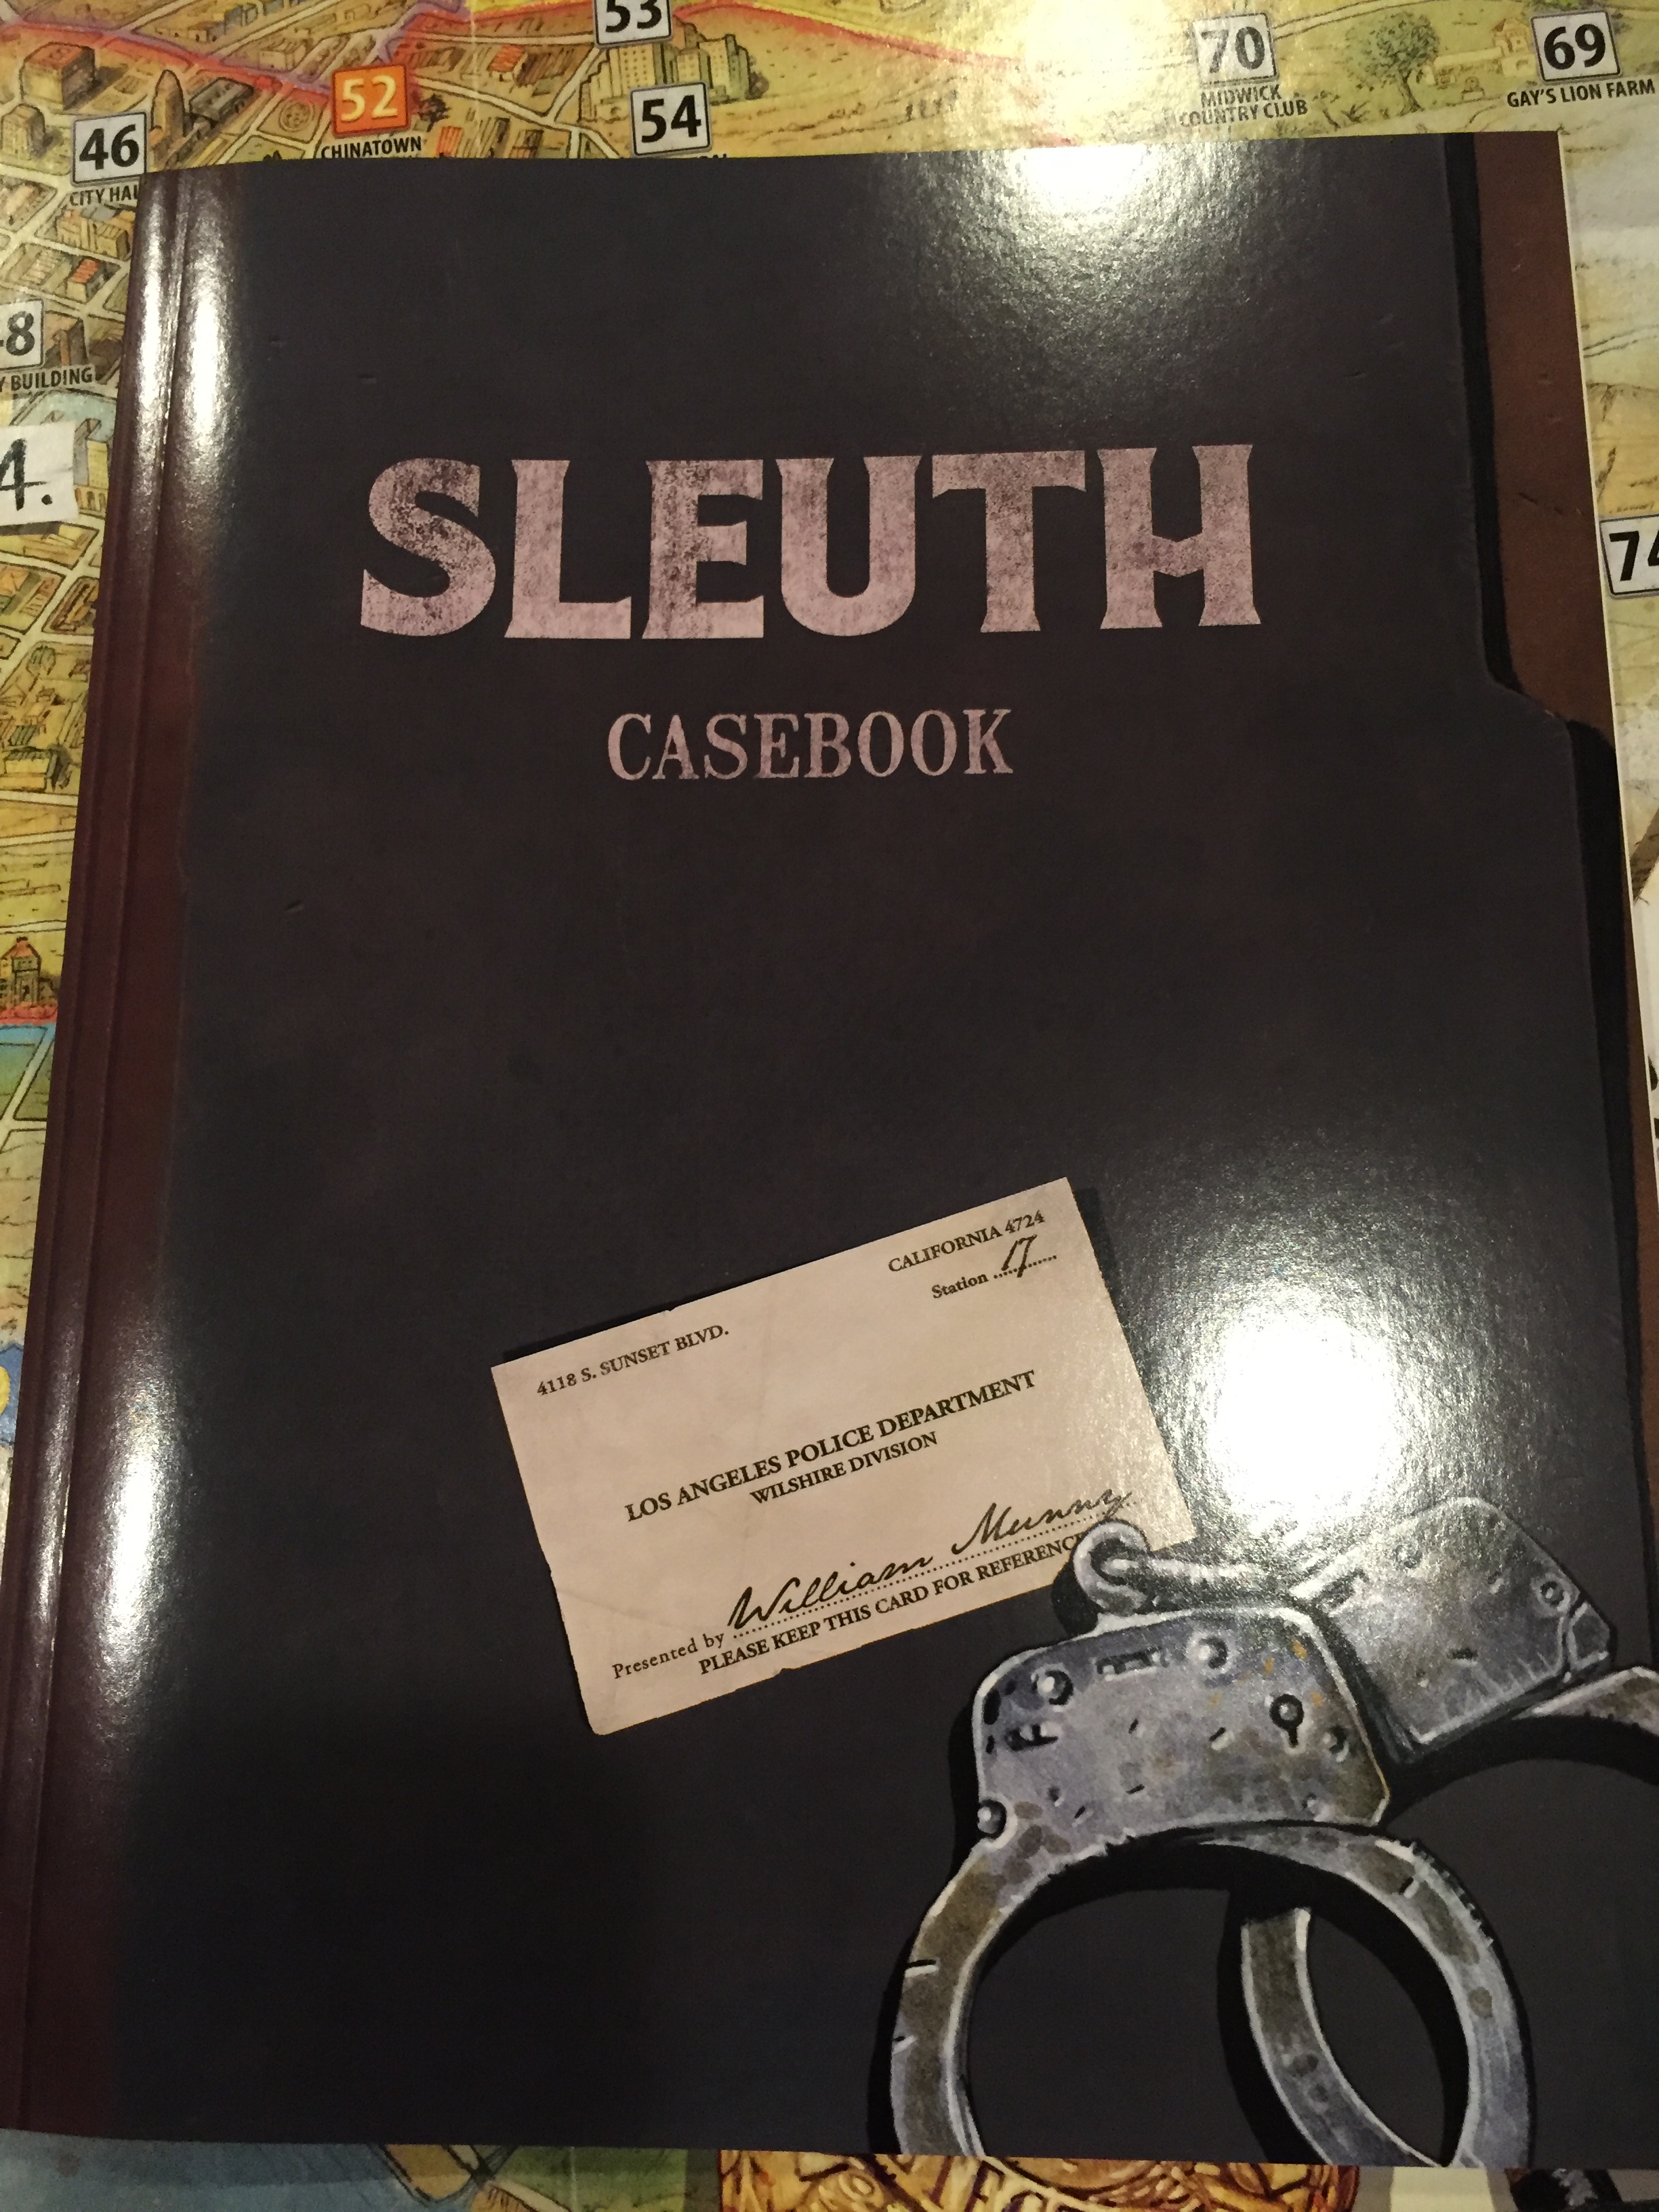 53
70
69
52
54
46
MIDWICK
COUNTRY CLUB
GAY'S LION FARM
CHINATOWN
CITY
BUILDING
4.
SLEUTH
CASEBOOK
CALIFORNIA 4724
Station 17
4118 S. SUNSET BLVD.
LOS ANGELES POLICE DEPARTMENT
WILSHIRE DIVISION
Presented by William Munny
PLEASE KEEP THIS CARD FOR REFERENCE